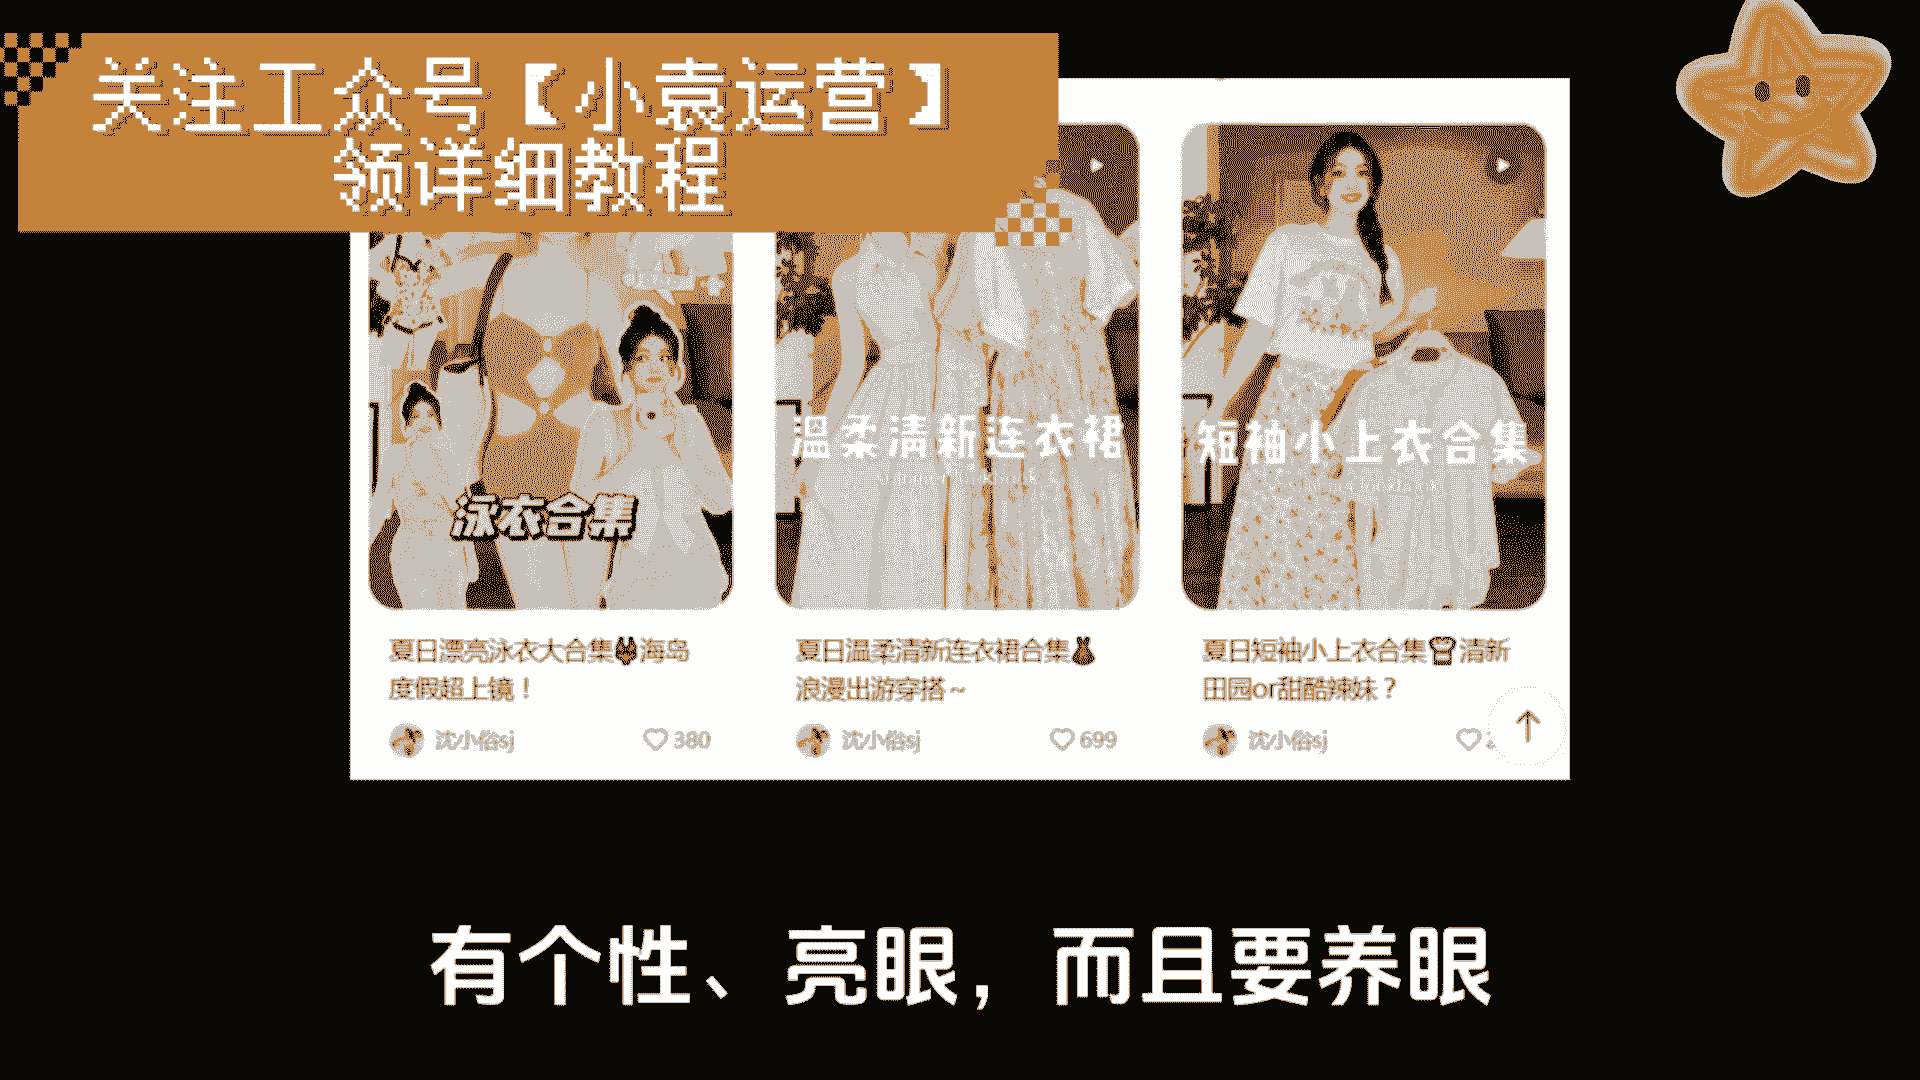 关注工众号【小袁运营】
领详细教程
泳衣合集
温柔清新连衣裙
短袖小上衣合集
夏日漂亮泳衣大合集👙海岛
度假超上镜！
沈小俗sj
380
夏日温柔清新连衣裙合集👗
浪漫出游穿搭~
沈小俗sj
699
夏日短袖小上衣合集👚清新
田园or甜酷辣妹？
沈小俗sj
有个性、亮眼，而且要养眼